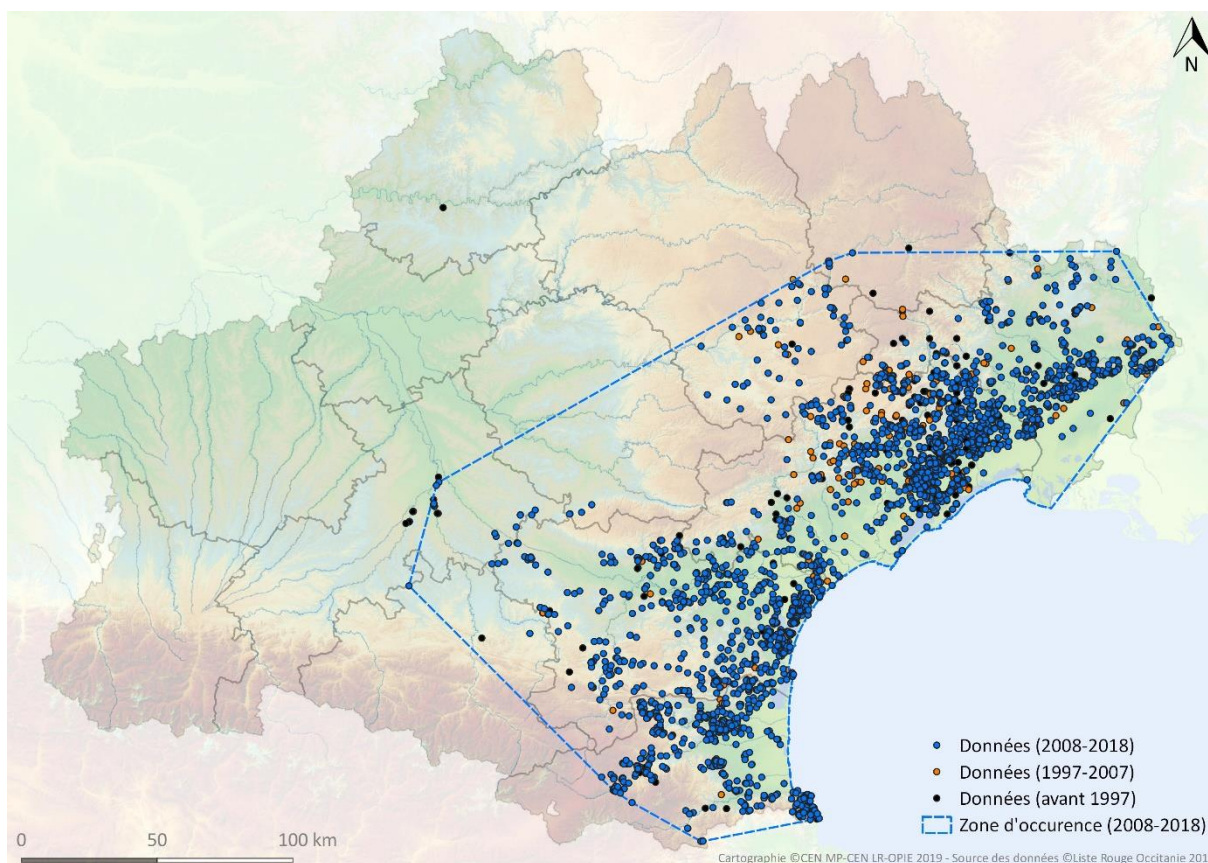 N
Données (2008-2018)
Données (1997-2007)
Données (avant 1997)
Zone d'occurence (2008-2018)
0 50 100 km
Cartographie ©CEN MP-CEN LR-OPIE 2019 - Source des données ©Liste Rouge Occitanie 201